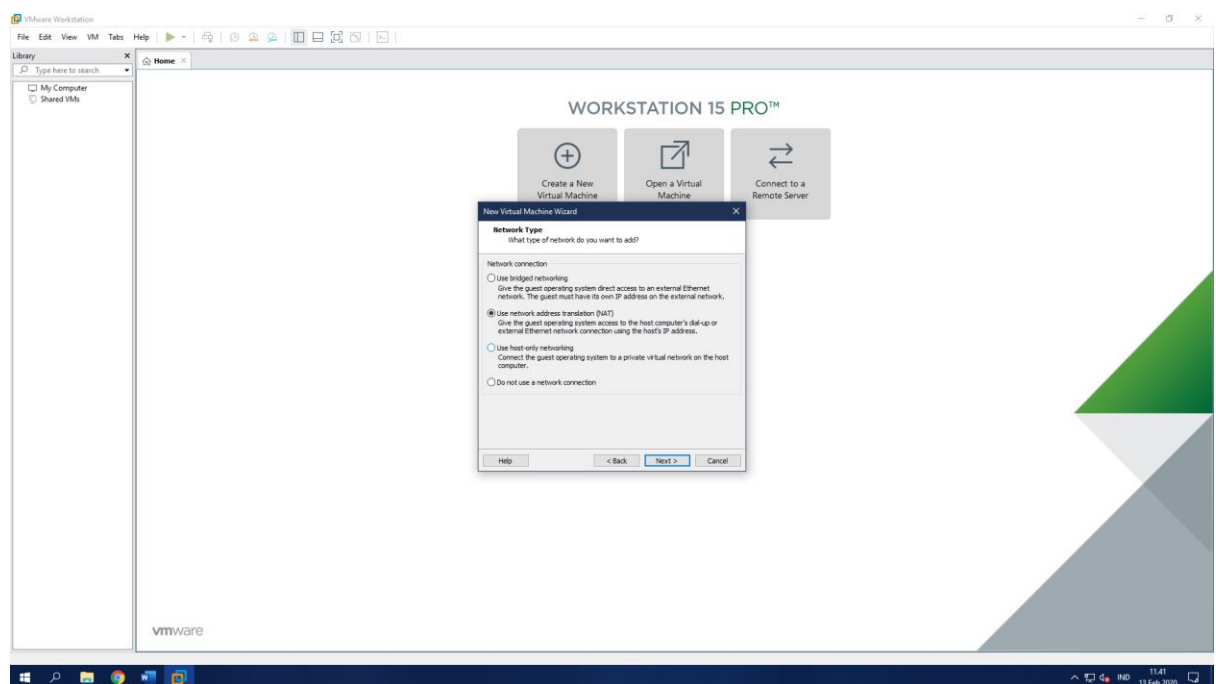 VMware Workstation
File Edit View VM Tabs Help
Library
Type here to search
My Computer
Shared VMs
Home
WORKSTATION 15 PRO™
Create a New
Virtual Machine
Open a Virtual
Machine
Connect to a
Remote Server
New Virtual Machine Wizard
Network Type
What type of network do you want to add?
Network connection
Use bridged networking
Give the guest operating system direct access to an external Ethernet
network. The guest must have its own IP address on the external network.
Use network address translation (NAT)
Give the guest operating system access to the host computer's dial-up or
external Ethernet network connection using the host's IP address.
Use host-only networking
Connect the guest operating system to a private virtual network on the host
computer.
Do not use a network connection
Help < Back Next > Cancel
vmware
IND 11.41
13 Feb 2020